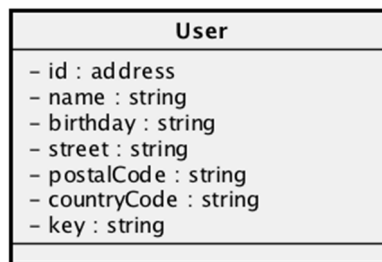 User
- id : address
- name : string
- birthday : string
- street : string
- postalCode : string
- countryCode : string
- key : string